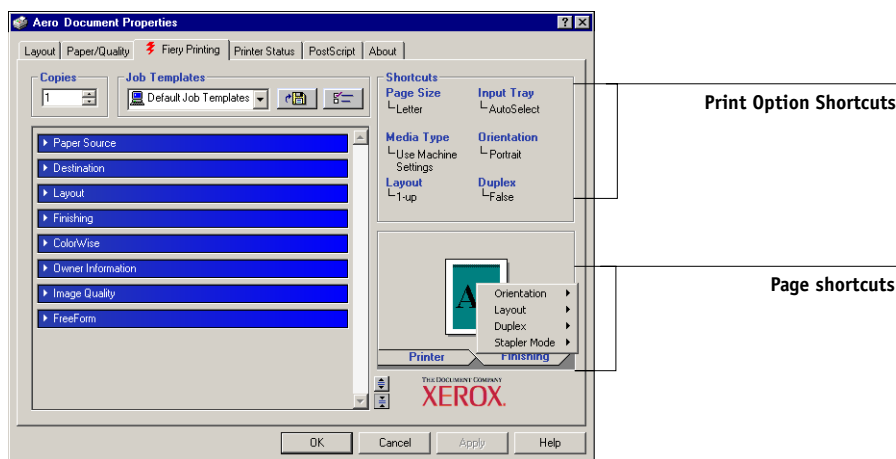 Aero Document Properties
Layout
Paper/Quality
Fiery Printing
Printer Status
PostScript
About
Copies
1
Job Templates
Default Job Templates
Paper Source
Destination
Layout
Finishing
ColorWise
Owner Information
Image Quality
FreeForm
Shortcuts
Page Size
Letter
Input Tray
AutoSelect
Media Type
Use Machine
Settings
Orientation
Portrait
Layout
1-up
Duplex
False
Print Option Shortcuts
A
Orientation
Layout
Duplex
Stapler Mode
Printer
Finishing
Page shortcuts
THE DOCUMENT COMPANY
XEROX.
OK
Cancel
Apply
Help